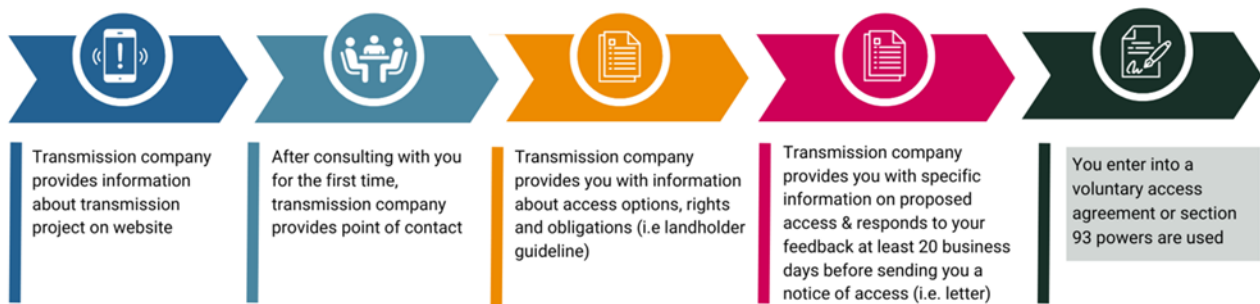 Transmission company
provides information
about transmission
project on website
After consulting with you
for the first time,
transmission company
provides point of contact
Transmission company
provides you with information
about access options, rights
and obligations (i.e landholder
guideline)
Transmission company
provides you with specific
information on proposed
access & responds to your
feedback at least 20 business
days before sending you a
notice of access (i.e. letter)
You enter into a
voluntary access
agreement or section
93 powers are used